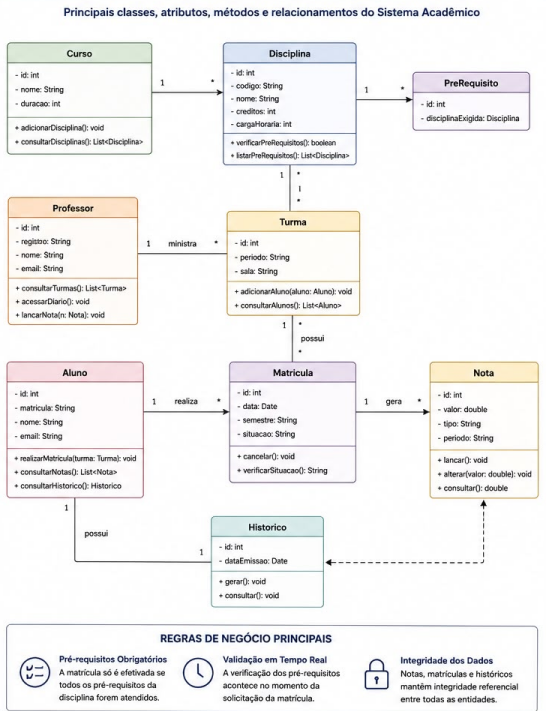 Principais classes, atributos, métodos e relacionamentos do Sistema Acadêmico
Curso
- id: int
- nome: String
- duracao: int
+ adicionarDisciplina(): void
+ consultarDisciplinas(): List<Disciplina>
1
*
Disciplina
- id: int
- codigo: String
- nome: String
- creditos: int
- cargaHoraria: int
+ verificarPreRequisitos(): boolean
+ listarPreRequisitos(): List<Disciplina>
1
*
PreRequisito
- id: int
- disciplinaExigida: Disciplina
1
*
1
*
Professor
- id: int
- registro: String
- nome: String
- email: String
+ consultarTurmas(): List<Turma>
+ acessarDiario(): void
+ lancarNota(n: Nota): void
1 ministra *
Turma
- id: int
- periodo: String
- sala: String
+ adicionarAluno(aluno: Aluno): void
+ consultarAlunos(): List<Aluno>
1
*
possui
*
Aluno
- id: int
- matricula: String
- nome: String
- email: String
+ realizarMatricula(turma: Turma): void
+ consultarNotas(): List<Nota>
+ consultarHistorico(): Historico
1 realiza *
Matricula
- id: int
- data: Date
- semestre: String
- situacao: String
+ cancelar(): void
+ verificarSituacao(): String
1 gera *
Nota
- id: int
- valor: double
- tipo: String
- periodo: String
+ lancar(): void
+ alterar(valor: double): void
+ consultar(): double
1
possui
1
Historico
- id: int
- dataEmissao: Date
+ gerar(): void
+ consultar(): void
REGRAS DE NEGÓCIO PRINCIPAIS
Pré-requisitos Obrigatórios
A matrícula só é efetivada se
todos os pré-requisitos da
disciplina forem atendidos.
Validação em Tempo Real
A verificação dos pré-requisitos
acontece no momento da
solicitação da matrícula.
Integridade dos Dados
Notas, matrículas e históricos
mantêm integridade referencial
entre todas as entidades.